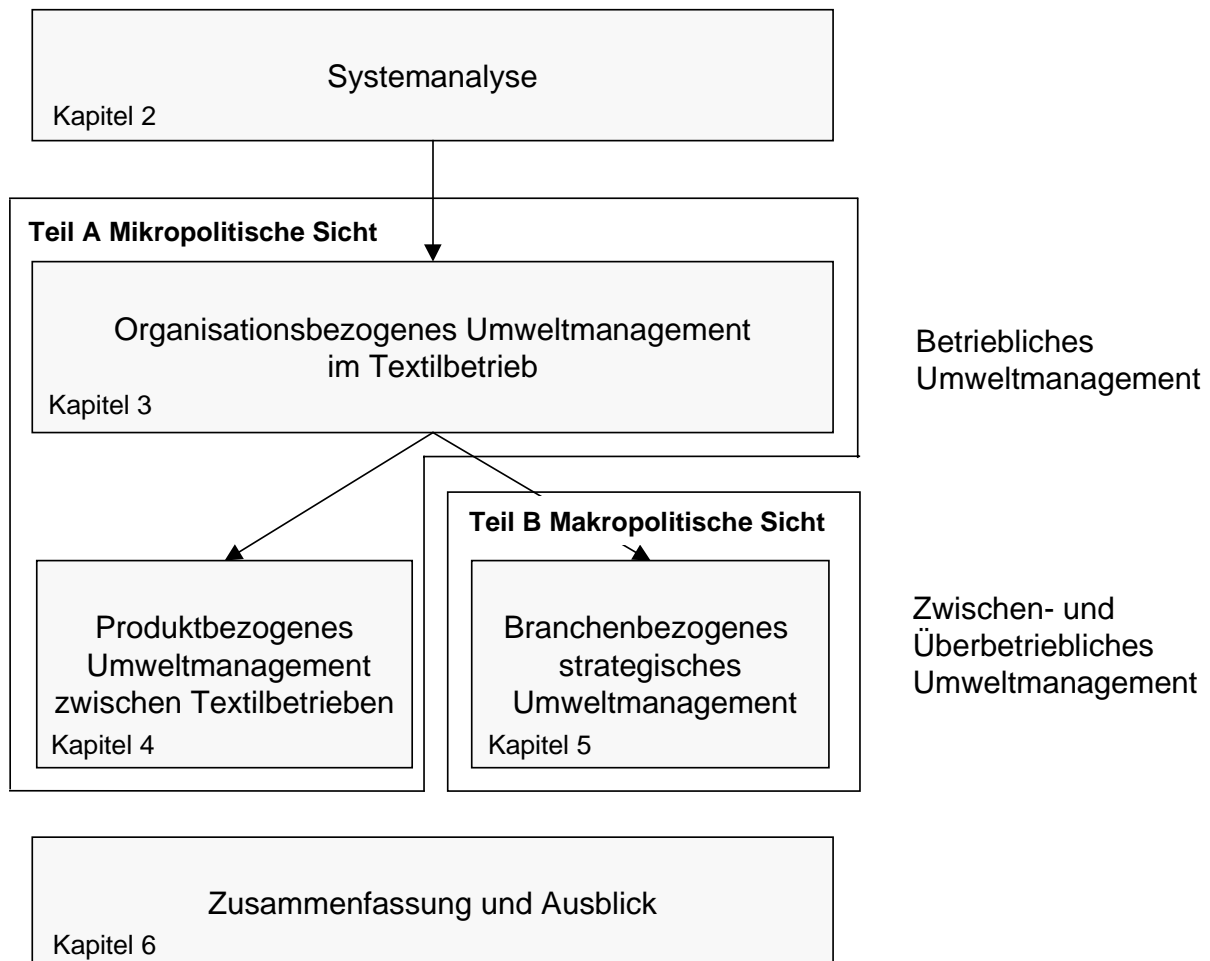 Systemanalyse
Kapitel 2
Teil A Mikropolitische Sicht
Organisationsbezogenes Umweltmanagement
im Textilbetrieb
Kapitel 3
Betriebliches
Umweltmanagement
Teil B Makropolitische Sicht
Produktbezogenes
Umweltmanagement
zwischen Textilbetrieben
Kapitel 4
Branchenbezogenes
strategisches
Umweltmanagement
Kapitel 5
Zwischen- und
Überbetriebliches
Umweltmanagement
Zusammenfassung und Ausblick
Kapitel 6